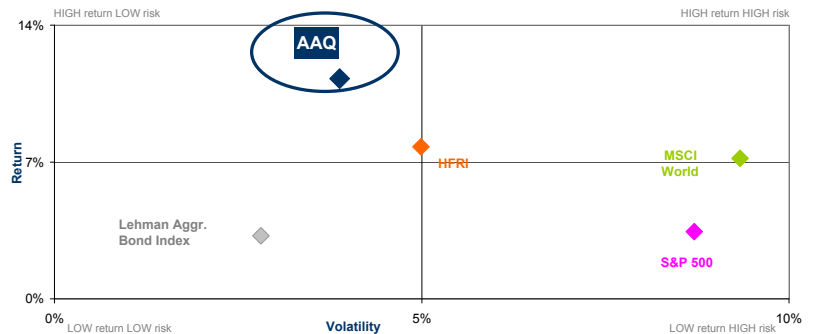 HIGH return LOW risk
HIGH return HIGH risk
14%
AAQ
HFRI
MSCI
World
7%
Return
Lehman Aggr.
Bond Index
S&P 500
0%
0%
5%
10%
LOW return LOW risk
Volatility
LOW return HIGH risk